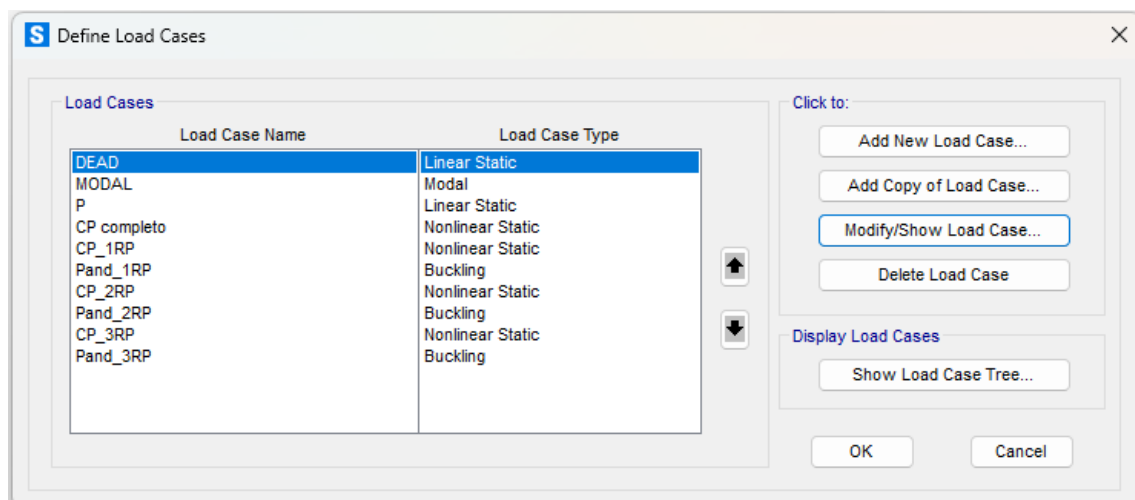 S Define Load Cases
Load Cases
Load Case Name Load Case Type
DEAD Linear Static
MODAL Modal
P Linear Static
CP completo Nonlinear Static
CP_1RP Nonlinear Static
Pand_1RP Buckling
CP_2RP Nonlinear Static
Pand_2RP Buckling
CP_3RP Nonlinear Static
Pand_3RP Buckling
Click to:
Add New Load Case...
Add Copy of Load Case...
Modify/Show Load Case...
Delete Load Case
Display Load Cases
Show Load Case Tree...
OK Cancel